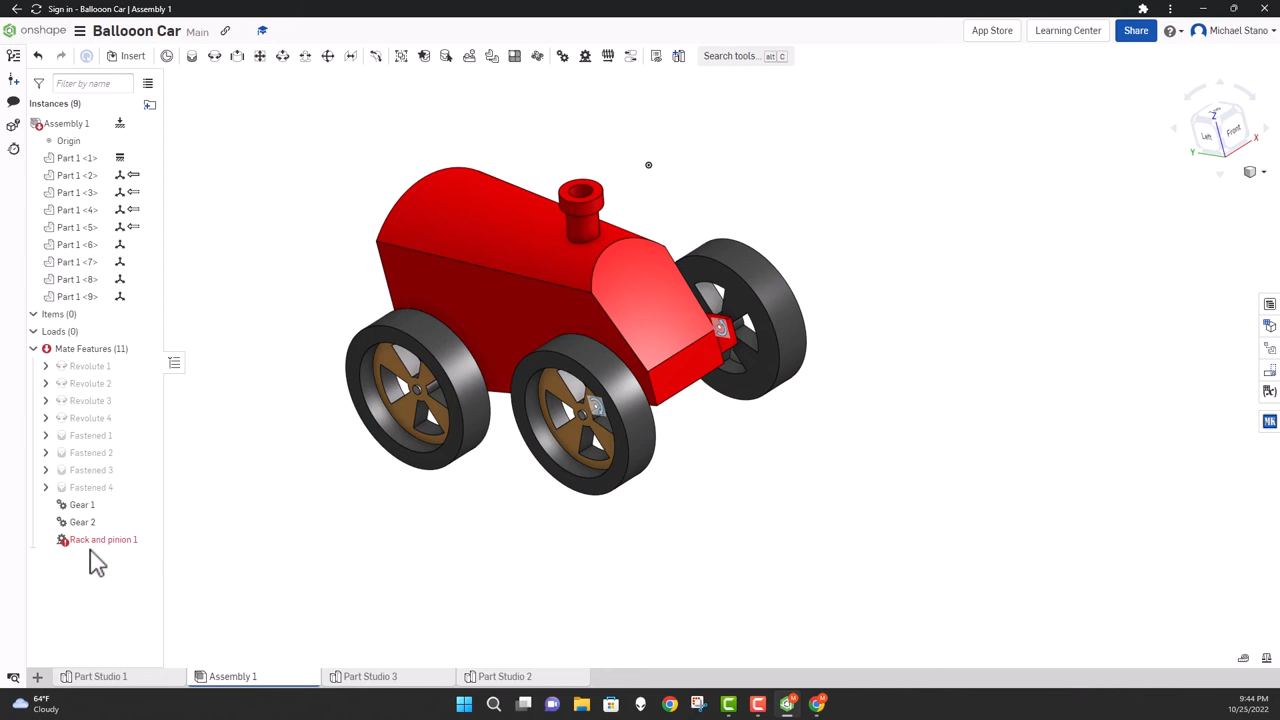 Sign in - Ballooon Car | Assembly 1
onshape
Ballooon Car Main
App Store
Learning Center
Share
Michael Stano
Insert
Search tools... alt C
Filter by name
Instances (9)
Assembly 1
Origin
Part 1 <1>
Part 1 <2>
Part 1 <3>
Part 1 <4>
Part 1 <5>
Part 1 <6>
Part 1 <7>
Part 1 <8>
Part 1 <9>
Items (0)
Loads (0)
Mate Features (11)
Revolute 1
Revolute 2
Revolute 3
Revolute 4
Fastened 1
Fastened 2
Fastened 3
Fastened 4
Gear 1
Gear 2
Rack and pinion 1
Z
Left
Front
X
Y
MK
Part Studio 1
Assembly 1
Part Studio 3
Part Studio 2
64°F
Cloudy
9:44 PM
10/25/2022